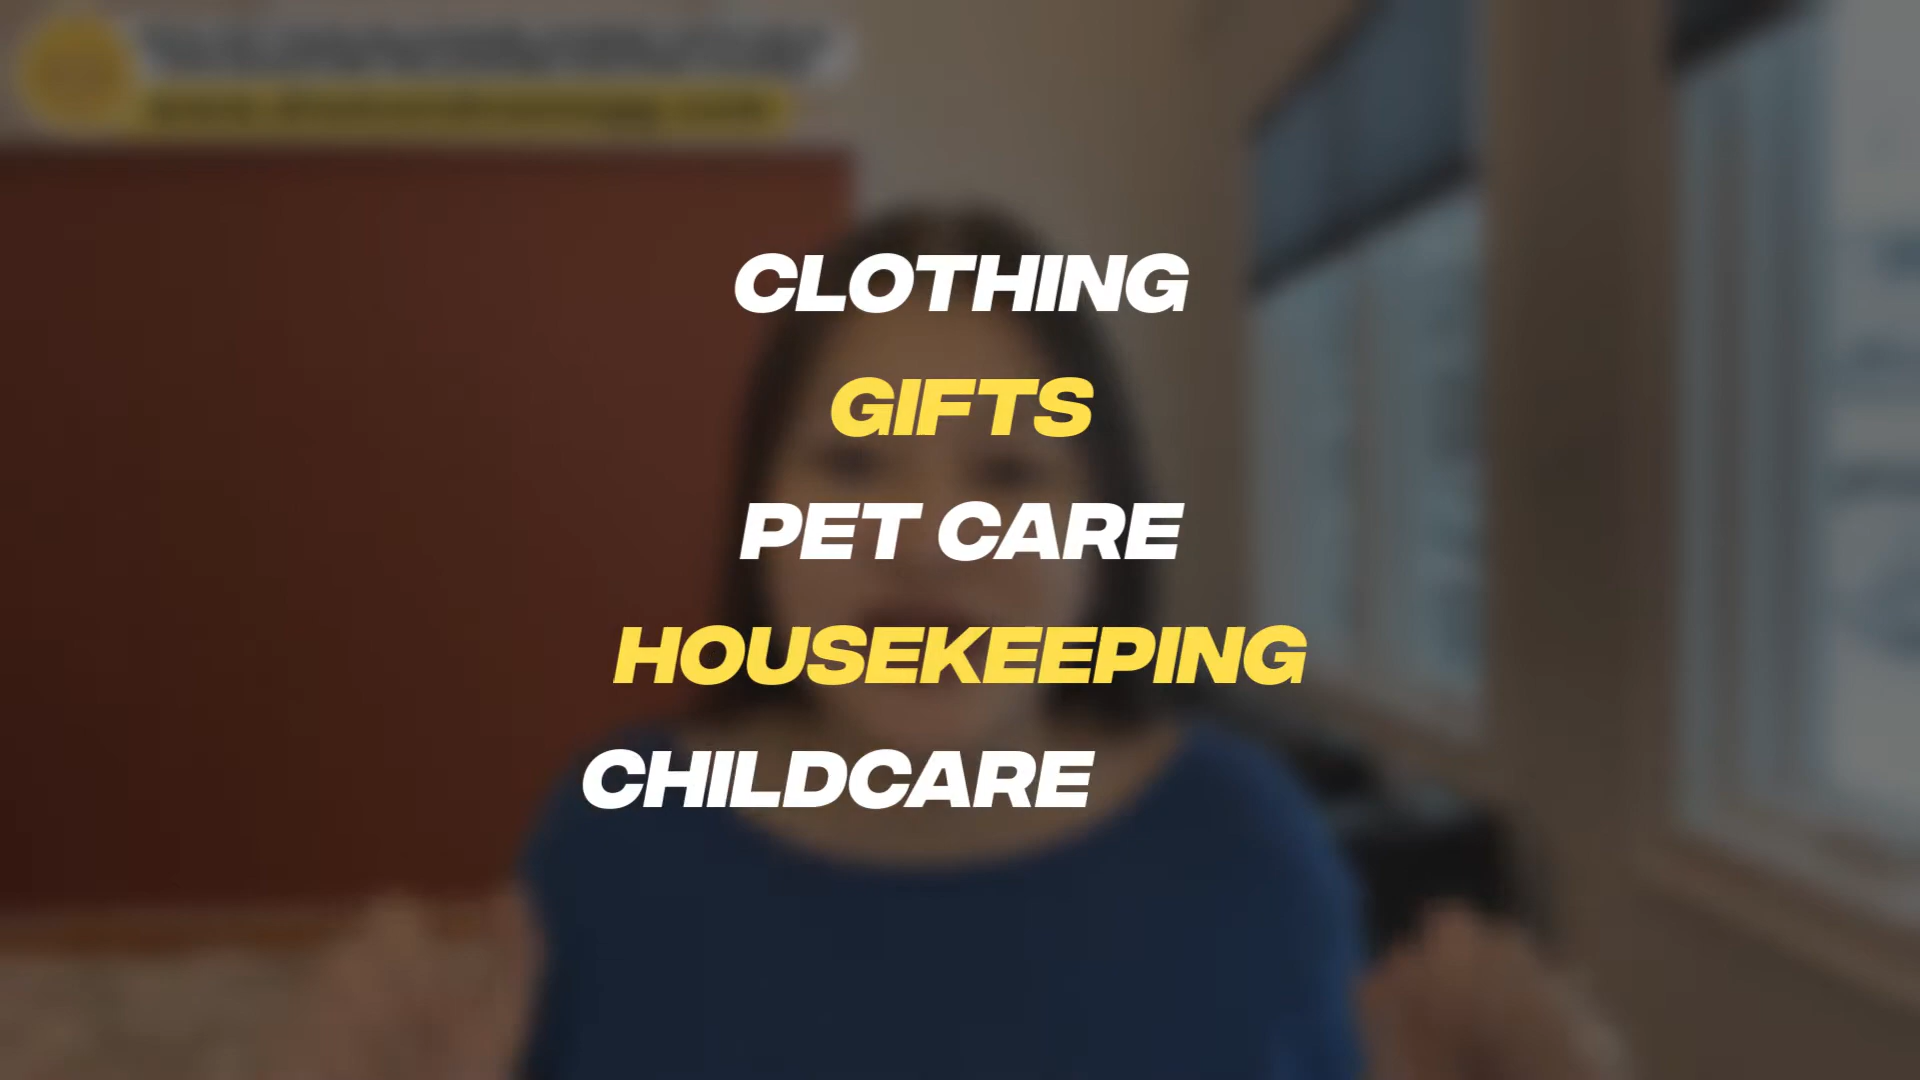 CLOTHING
GIFTS
PET CARE
HOUSEKEEPING
CHILDCARE